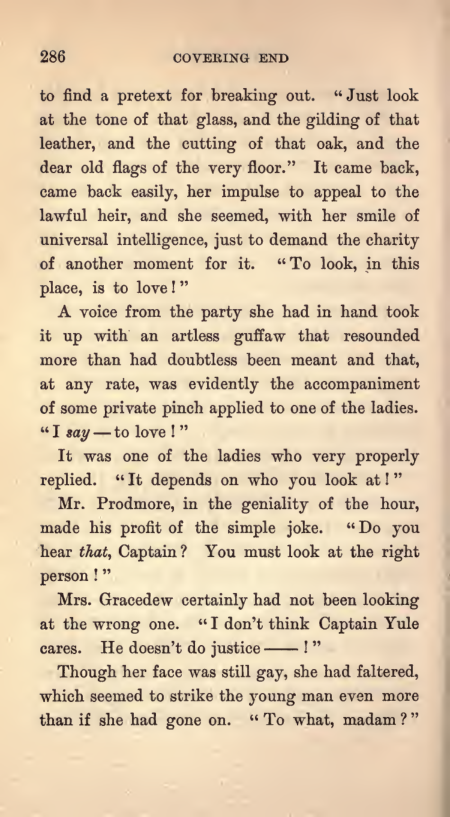 286 COVERING END
to find a pretext for breaking out. “Just look
at the tone of that glass, and the gilding of that
leather, and the cutting of that oak, and the
dear old flags of the very floor.” It came back,
came back easily, her impulse to appeal to the
lawful heir, and she seemed, with her smile of
universal intelligence, just to demand the charity
of another moment for it. “To look, in this
place, is to love!”
A voice from the party she had in hand took
it up with an artless guffaw that resounded
more than had doubtless been meant and that,
at any rate, was evidently the accompaniment
of some private pinch applied to one of the ladies.
“I say—to love!”
It was one of the ladies who very properly
replied. “It depends on who you look at!”
Mr. Prodmore, in the geniality of the hour,
made his profit of the simple joke. “Do you
hear that, Captain? You must look at the right
person!”
Mrs. Gracedew certainly had not been looking
at the wrong one. “I don’t think Captain Yule
cares. He doesn’t do justice——!”
Though her face was still gay, she had faltered,
which seemed to strike the young man even more
than if she had gone on. “To what, madam?”